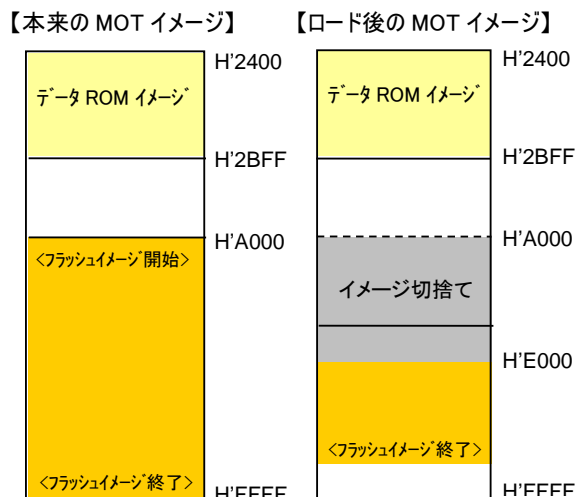 【本来の MOT イメージ】
【ロード後の MOT イメージ】
H'2400
H'2400
ﾃﾞｰﾀ ROM ｲﾒｰｼﾞ
ﾃﾞｰﾀ ROM ｲﾒｰｼﾞ
H'2BFF
H'2BFF
H'A000
H'A000
<ﾌﾗｯｼｭｲﾒｰｼﾞ開始>
イメージ切捨て
H'E000
<ﾌﾗｯｼｭｲﾒｰｼﾞ終了>
<ﾌﾗｯｼｭｲﾒｰｼﾞ終了>
H'FFFF
H'FFFF